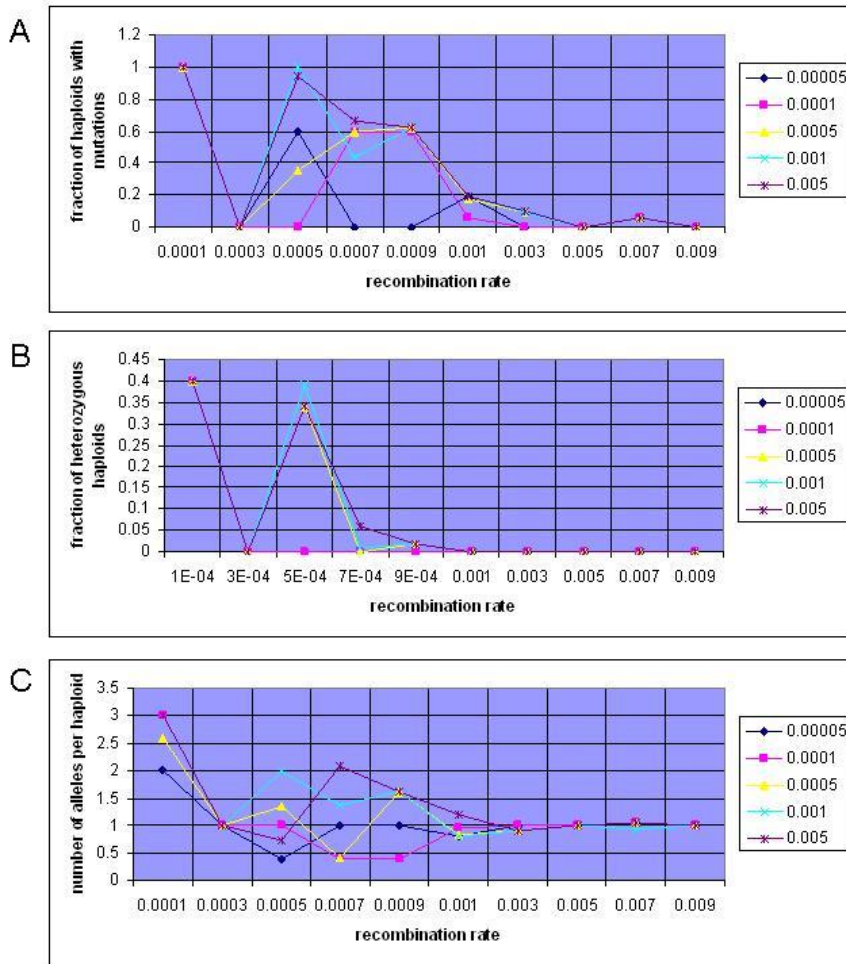 A
fraction of haploids with
mutations
1.2
1
0.8
0.6
0.4
0.2
0
0.0001 0.0003 0.0005 0.0007 0.0009 0.001 0.003 0.005 0.007 0.009
recombination rate
0.00005
0.0001
0.0005
0.001
0.005
B
fraction of heterozygous
haploids
0.45
0.4
0.35
0.3
0.25
0.2
0.15
0.1
0.05
0
1E-04 3E-04 5E-04 7E-04 9E-04 0.001 0.003 0.005 0.007 0.009
recombination rate
0.00005
0.0001
0.0005
0.001
0.005
C
number of alleles per haploid
3.5
3
2.5
2
1.5
1
0.5
0
0.0001 0.0003 0.0005 0.0007 0.0009 0.001 0.003 0.005 0.007 0.009
recombination rate
0.00005
0.0001
0.0005
0.001
0.005